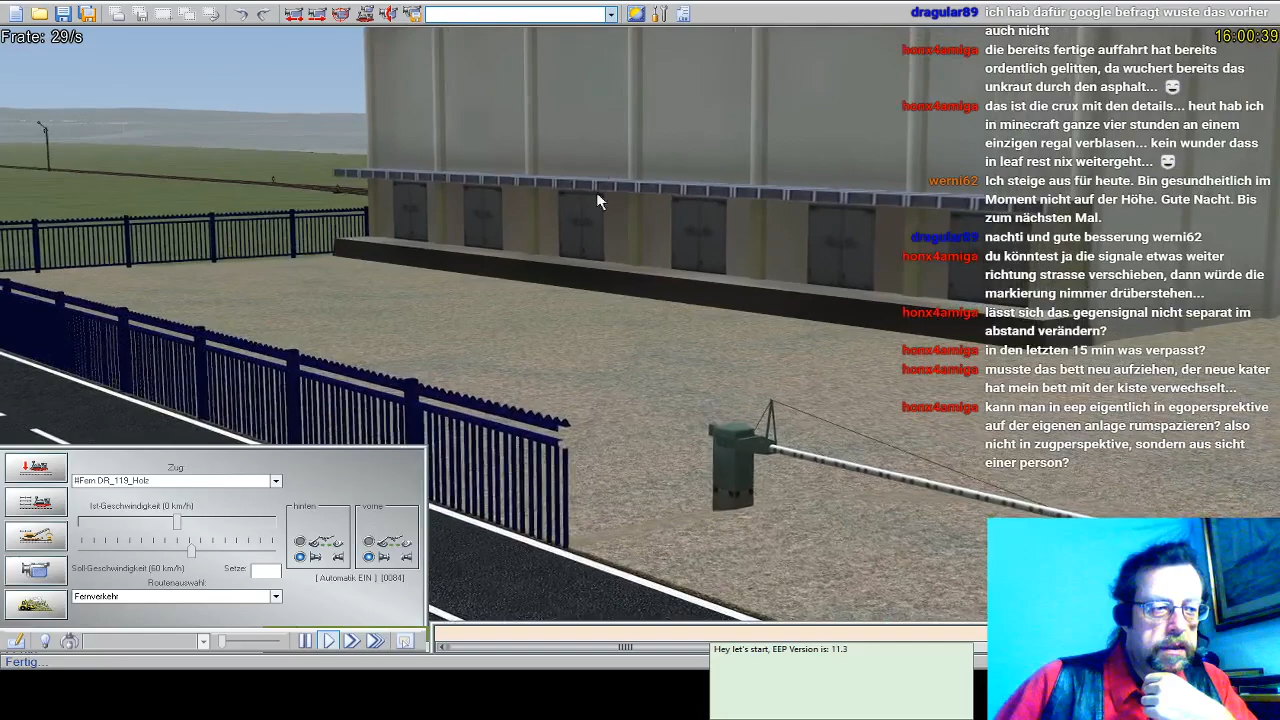 Frate: 29/s
16:00:39
dragular89 ich hab dafür google befragt wuste das vorher
auch nicht
honx4amiga die bereits fertige auffahrt hat bereits
ordentlich gelitten, da wuchert bereits das
unkraut durch den asphalt...
honx4amiga das ist die crux mit den details... heut hab ich
in minecraft ganze vier stunden an einem
einzigen regal verblasen... kein wunder dass
in leaf rest nix weitergeht...
werni62 Ich steige aus für heute. Bin gesundheitlich im
Moment nicht auf der Höhe. Gute Nacht. Bis
zum nächsten Mal.
dragular89 nachti und gute besserung werni62
honx4amiga du könntest ja die signale etwas weiter
richtung strasse verschieben, dann würde die
markierung nimmer drüberstehen...
honx4amiga lässt sich das gegensignal nicht separat im
abstand verändern?
honx4amiga in den letzten 15 min was verpasst?
honx4amiga musste das bett neu aufziehen, der neue kater
hat mein bett mit der kiste verwechselt...
honx4amiga kann man in eep eigentlich in egoperspektive
auf der eigenen anlage rumspazieren? also
nicht in zugperspektive, sondern aus sicht
einer person?
Zug:
#Fern DR_119_Holz
Ist-Geschwindigkeit (0 km/h)
hinten
vorne
Soll-Geschwindigkeit (60 km/h)
Setze:
[ Automatik EIN ] [0084]
Routenauswahl:
Fernverkehr
Hey let's start, EEP Version is: 11.3
Fertig...